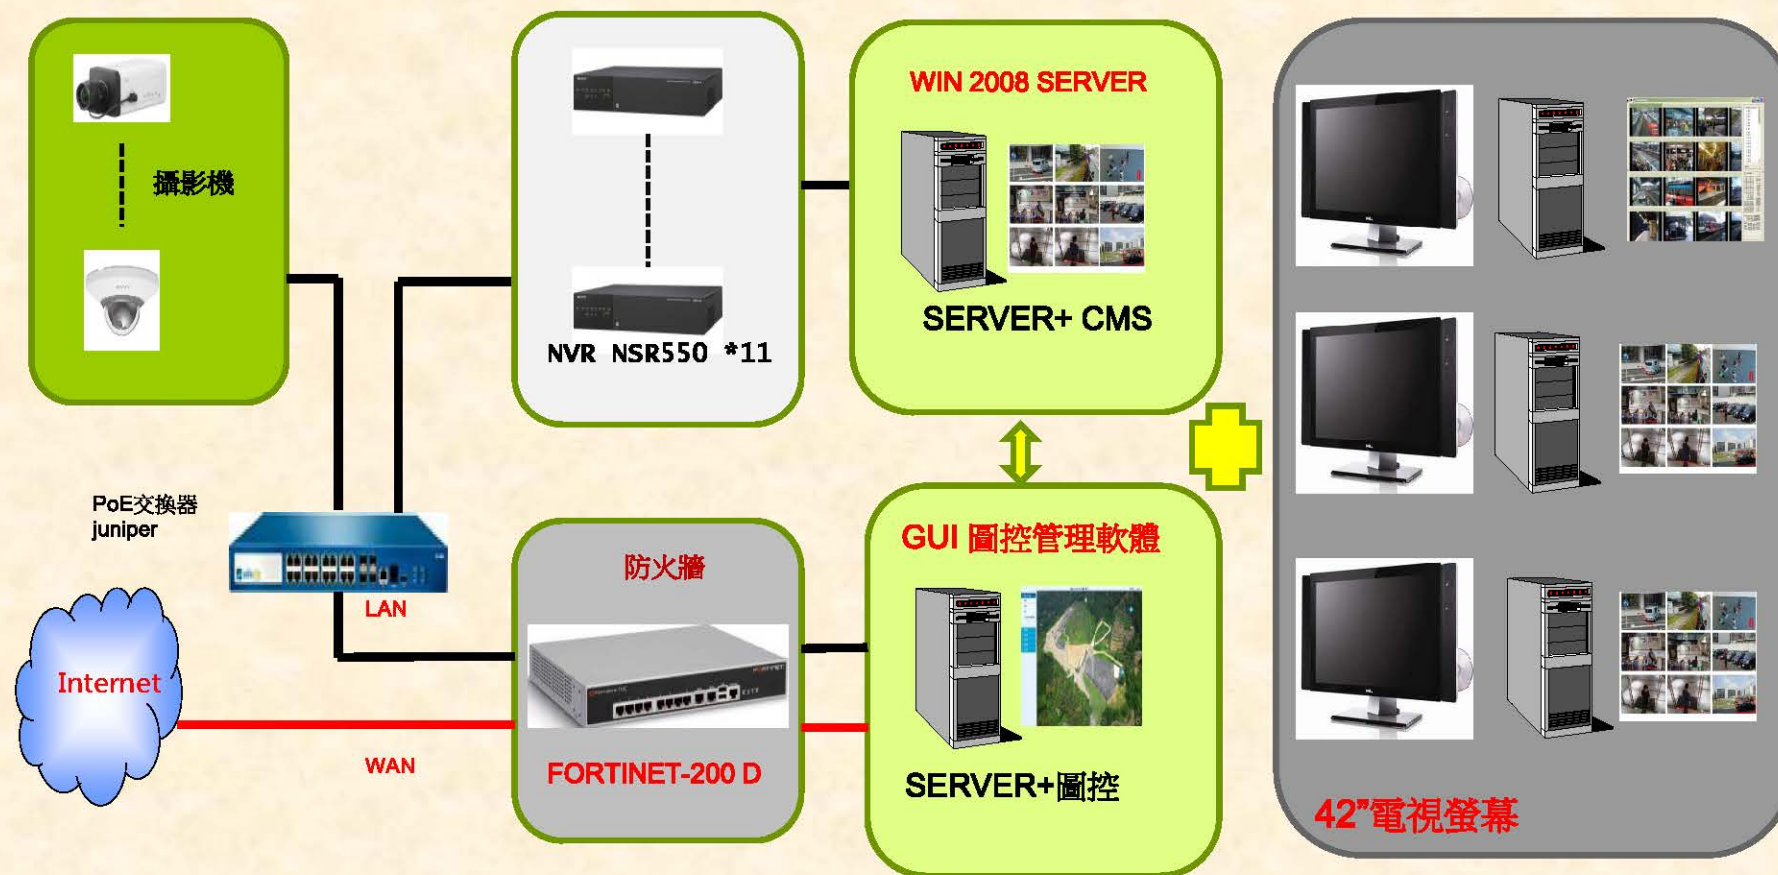 攝影機
NVR NSR550 *11
WIN 2008 SERVER
SERVER+ CMS
PoE交換器
juniper
LAN
Internet
WAN
防火牆
FORTINET
FORTINET-200 D
GUI 圖控管理軟體
SERVER+圖控
42”電視螢幕